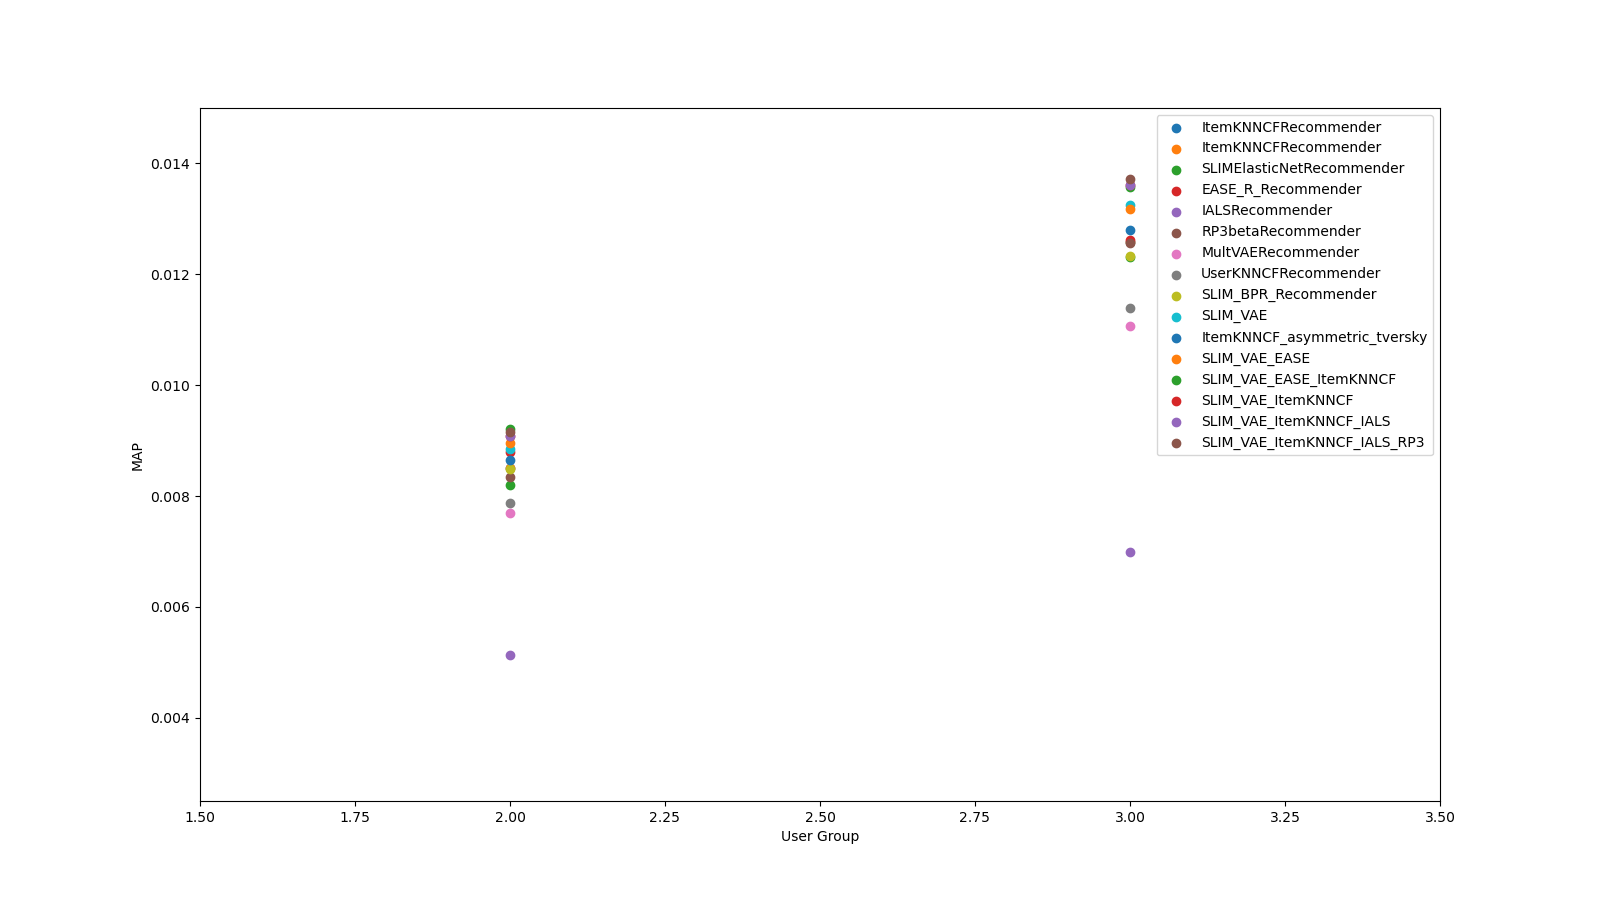 0.014
0.012
0.010
0.008
0.006
0.004
MAP
1.50
1.75
2.00
2.25
2.50
2.75
3.00
3.25
3.50
User Group
ItemKNNCFRecommender
ItemKNNCFRecommender
SLIMElasticNetRecommender
EASE_R_Recommender
IALSRecommender
RP3betaRecommender
MultVAERecommender
UserKNNCFRecommender
SLIM_BPR_Recommender
SLIM_VAE
ItemKNNCF_asymmetric_tversky
SLIM_VAE_EASE
SLIM_VAE_EASE_ItemKNNCF
SLIM_VAE_ItemKNNCF
SLIM_VAE_ItemKNNCF_IALS
SLIM_VAE_ItemKNNCF_IALS_RP3